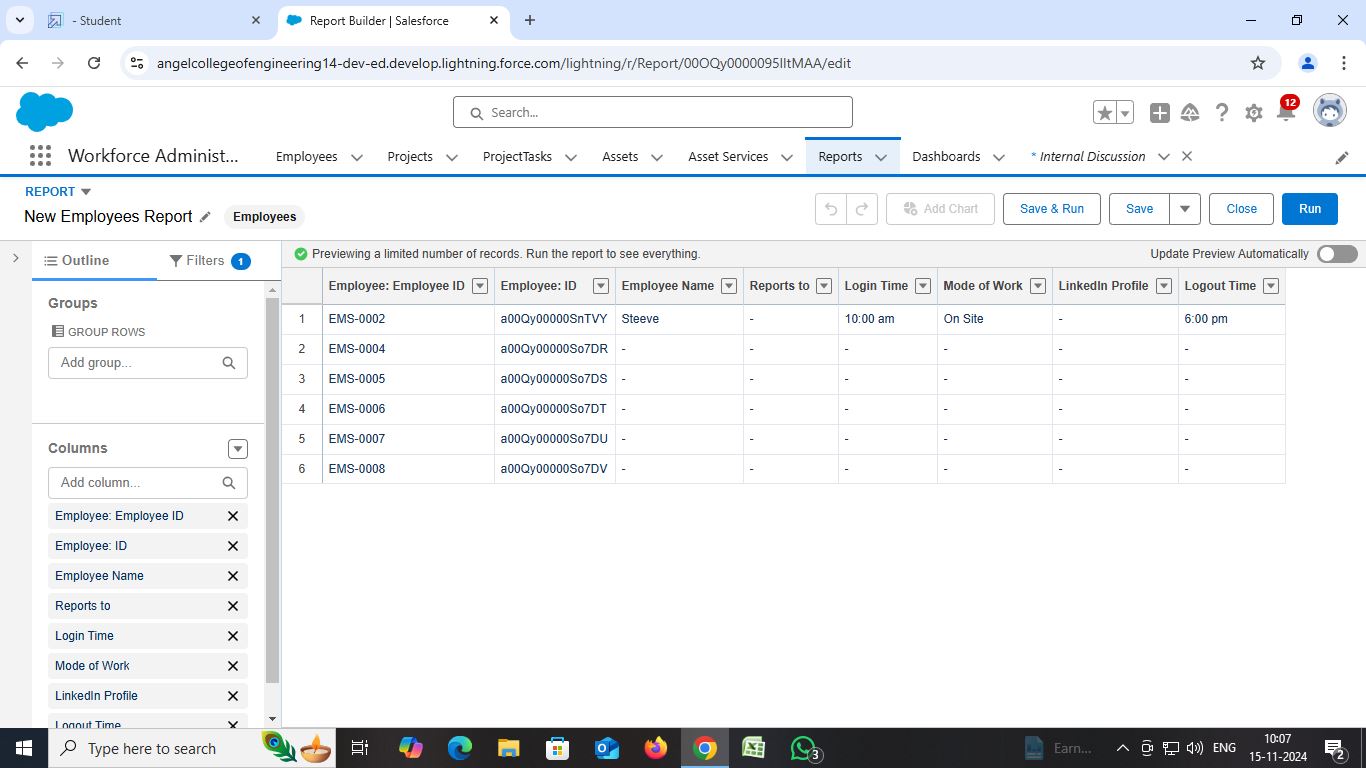 - Student
Report Builder | Salesforce
angelcollegeofengineering14-dev-ed.develop.lightning.force.com/lightning/r/Report/00OQy0000095IItMAA/edit
Search...
12
Workforce Administ...
Employees
Projects
ProjectTasks
Assets
Asset Services
Reports
Dashboards
* Internal Discussion
REPORT
New Employees Report
Employees
Add Chart
Save & Run
Save
Close
Run
Outline
Filters 1
Previewing a limited number of records. Run the report to see everything.
Update Preview Automatically
Groups
GROUP ROWS
Add group...
Columns
Add column...
Employee: Employee ID
Employee: ID
Employee Name
Reports to
Login Time
Mode of Work
LinkedIn Profile
Logout Time
Employee: Employee ID Employee: ID Employee Name Reports to Login Time Mode of Work LinkedIn Profile Logout Time
1 EMS-0002 a00Qy00000SnTVY Steeve - 10:00 am On Site - 6:00 pm
2 EMS-0004 a00Qy00000So7DR - - - - - -
3 EMS-0005 a00Qy00000So7DS - - - - - -
4 EMS-0006 a00Qy00000So7DT - - - - - -
5 EMS-0007 a00Qy00000So7DU - - - - - -
6 EMS-0008 a00Qy00000So7DV - - - - - -
Type here to search
3
Earn...
ENG
10:07
15-11-2024
2